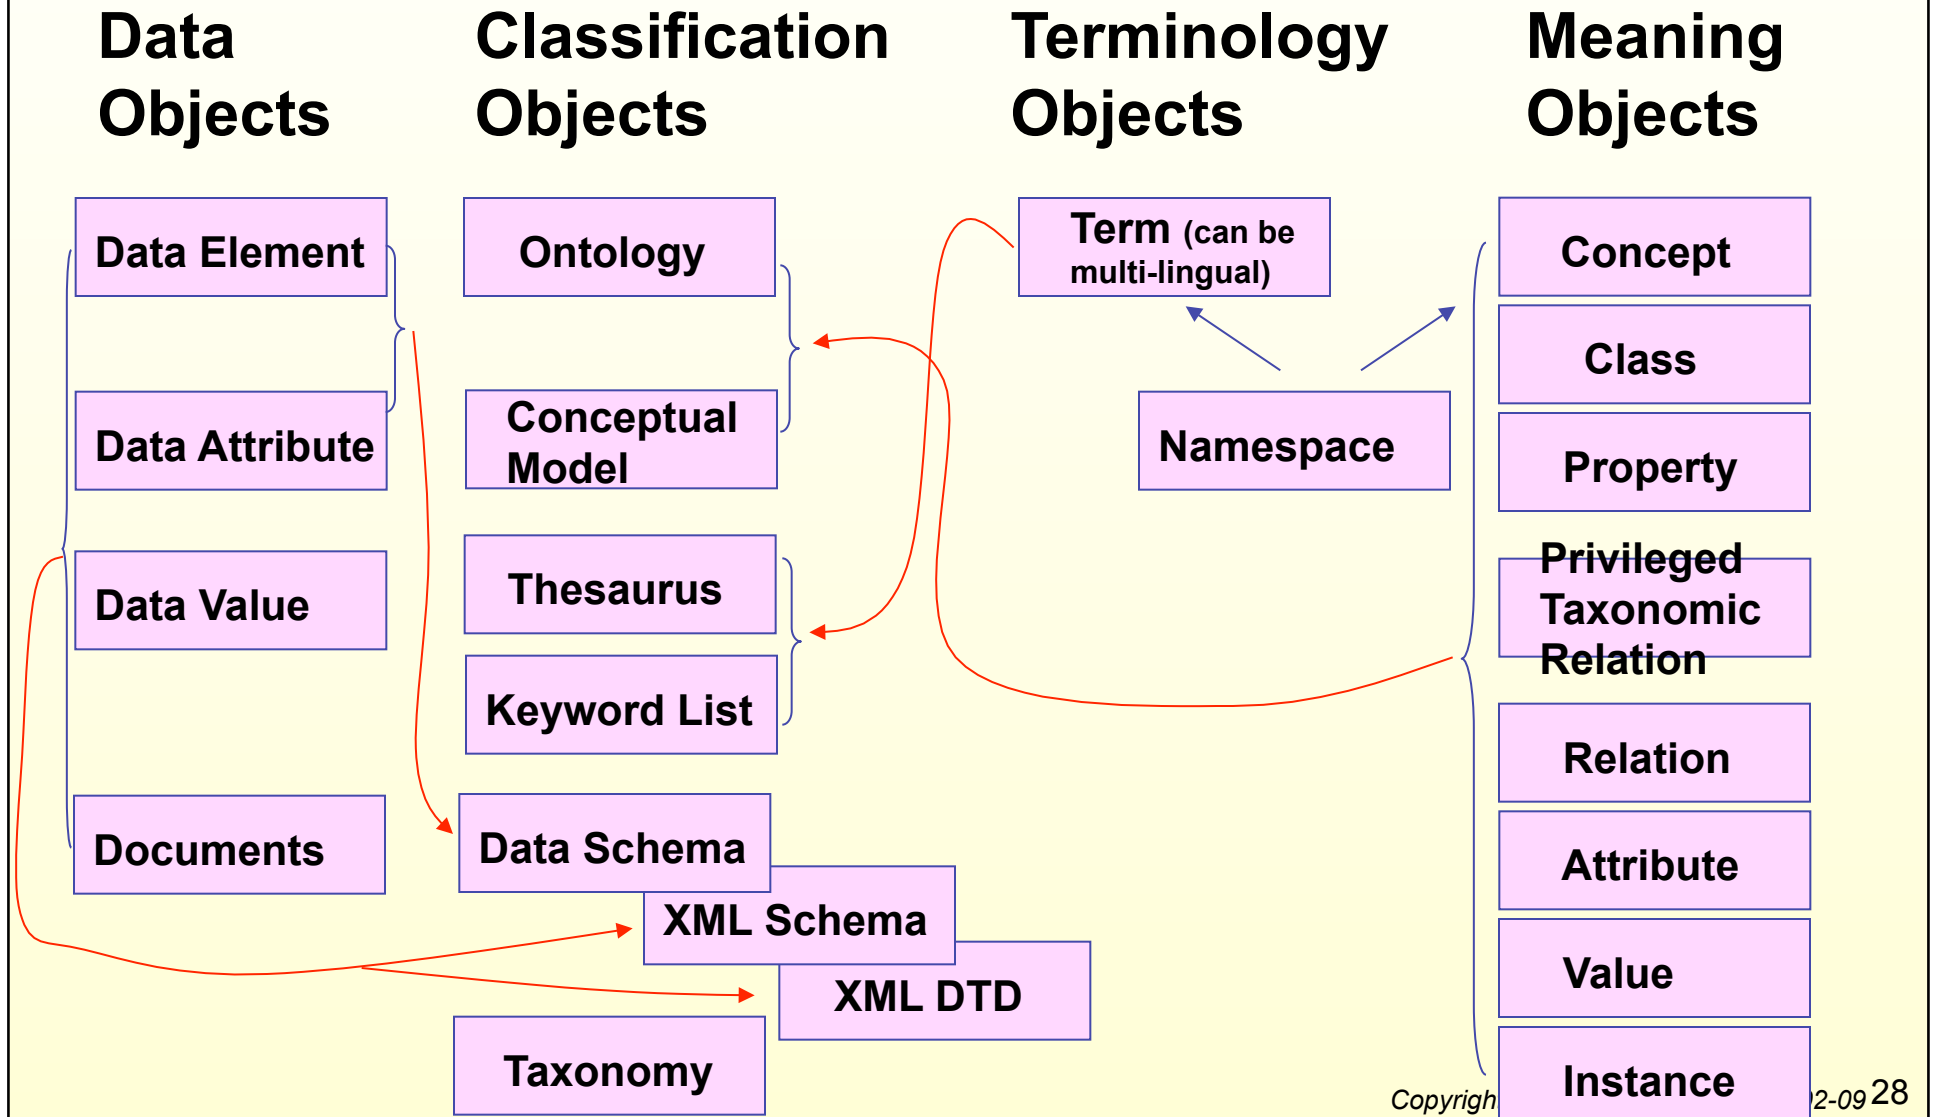 Data
Objects
Classification
Objects
Terminology
Objects
Meaning
Objects
Data Element
Data Attribute
Data Value
Documents
Ontology
Conceptual
Model
Thesaurus
Keyword List
Data Schema
XML Schema
XML DTD
Taxonomy
Term (can be
multi-lingual)
Namespace
Concept
Class
Property
Privileged
Taxonomic
Relation
Relation
Attribute
Value
Instance
28